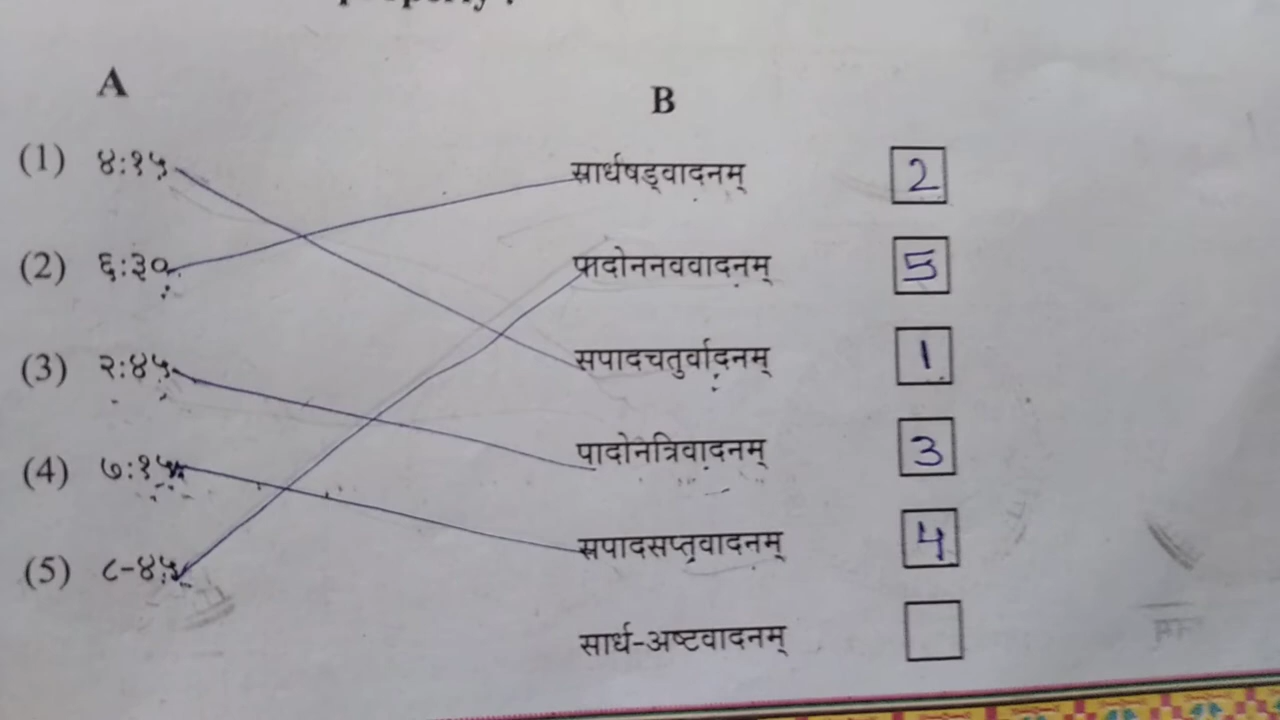 A
B
(1) ४:१५ सार्धषड्वादनम् 2
(2) ६:३० पादोननववादनम् 5
(3) २:४५ सपादचतुर्वादनम् 1
(4) ७:१५ पादोनत्रिवादनम् 3
(5) ८-४५ सपादसप्तवादनम् 4
सार्ध-अष्टवादनम्